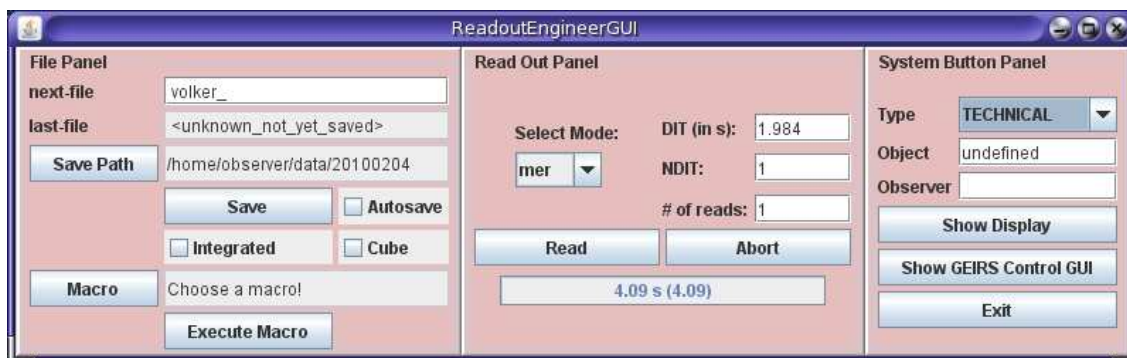 ReadoutEngineerGUI
File Panel
next-file volker_
last-file <unknown_not_yet_saved>
Save Path /home/observer/data/20100204
Save Autosave
Integrated Cube
Macro Choose a macro!
Execute Macro
Read Out Panel
Select Mode:
mer
DIT (in s): 1.984
NDIT: 1
# of reads: 1
Read Abort
4.09 s (4.09)
System Button Panel
Type TECHNICAL
Object undefined
Observer
Show Display
Show GEIRS Control GUI
Exit